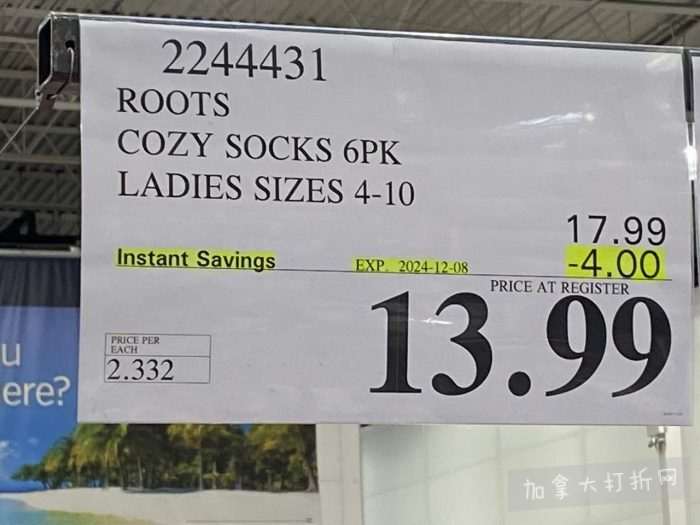 2244431
ROOTS
COZY SOCKS 6PK
LADIES SIZES 4-10
17.99
Instant Savings EXP. 2024-12-08 -4.00
PRICE AT REGISTER
13.99
PRICE PER
EACH
2.332
u
ere?
加拿大打折网